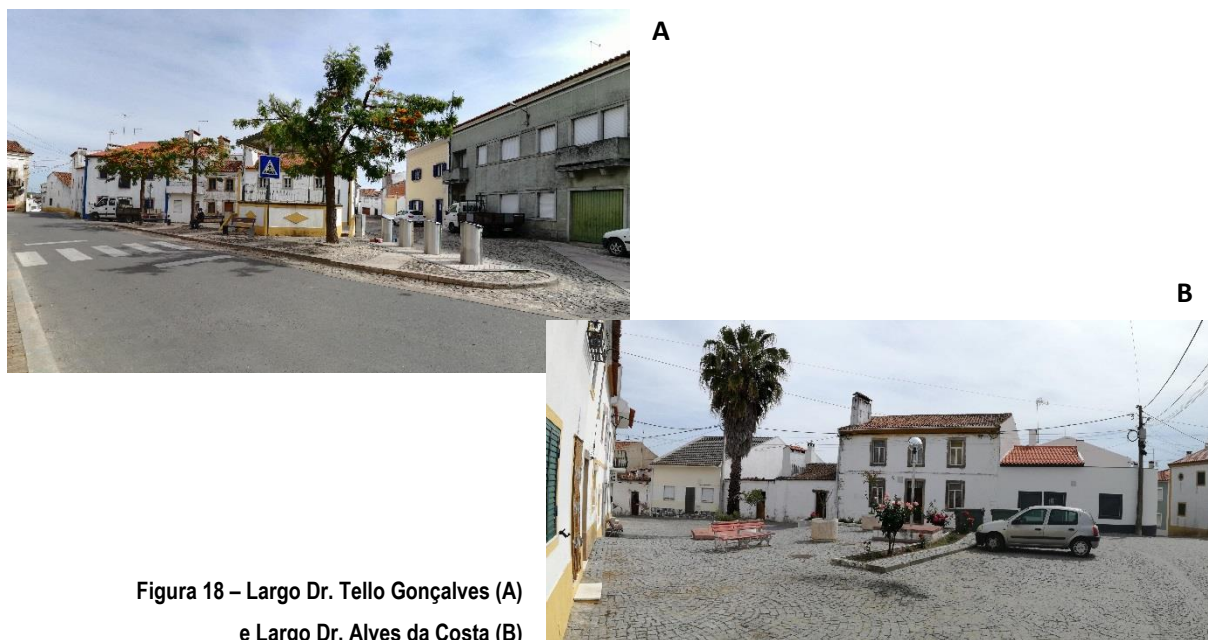 A
B
Figura 18 – Largo Dr. Tello Gonçalves (A)
e Largo Dr. Alves da Costa (B)